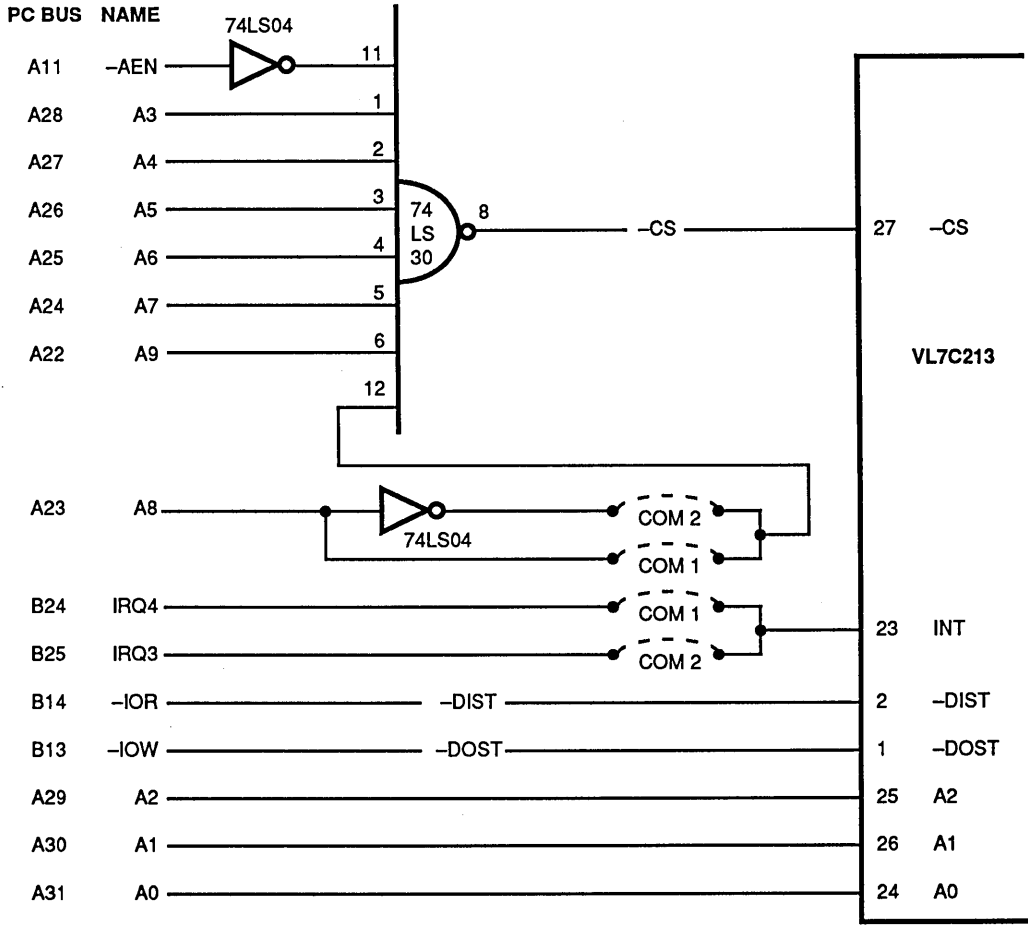 PC BUS NAME
74LS04
A11 –AEN 11
A28 A3 1
A27 A4 2
A26 A5 3
A25 A6 4
A24 A7 5
A22 A9 6
12
74
LS
30
8 –CS 27 –CS
VL7C213
A23 A8 COM 2
74LS04
COM 1
B24 IRQ4 COM 1
23 INT
B25 IRQ3 COM 2
B14 –IOR –DIST 2 –DIST
B13 –IOW –DOST 1 –DOST
A29 A2 25 A2
A30 A1 26 A1
A31 A0 24 A0